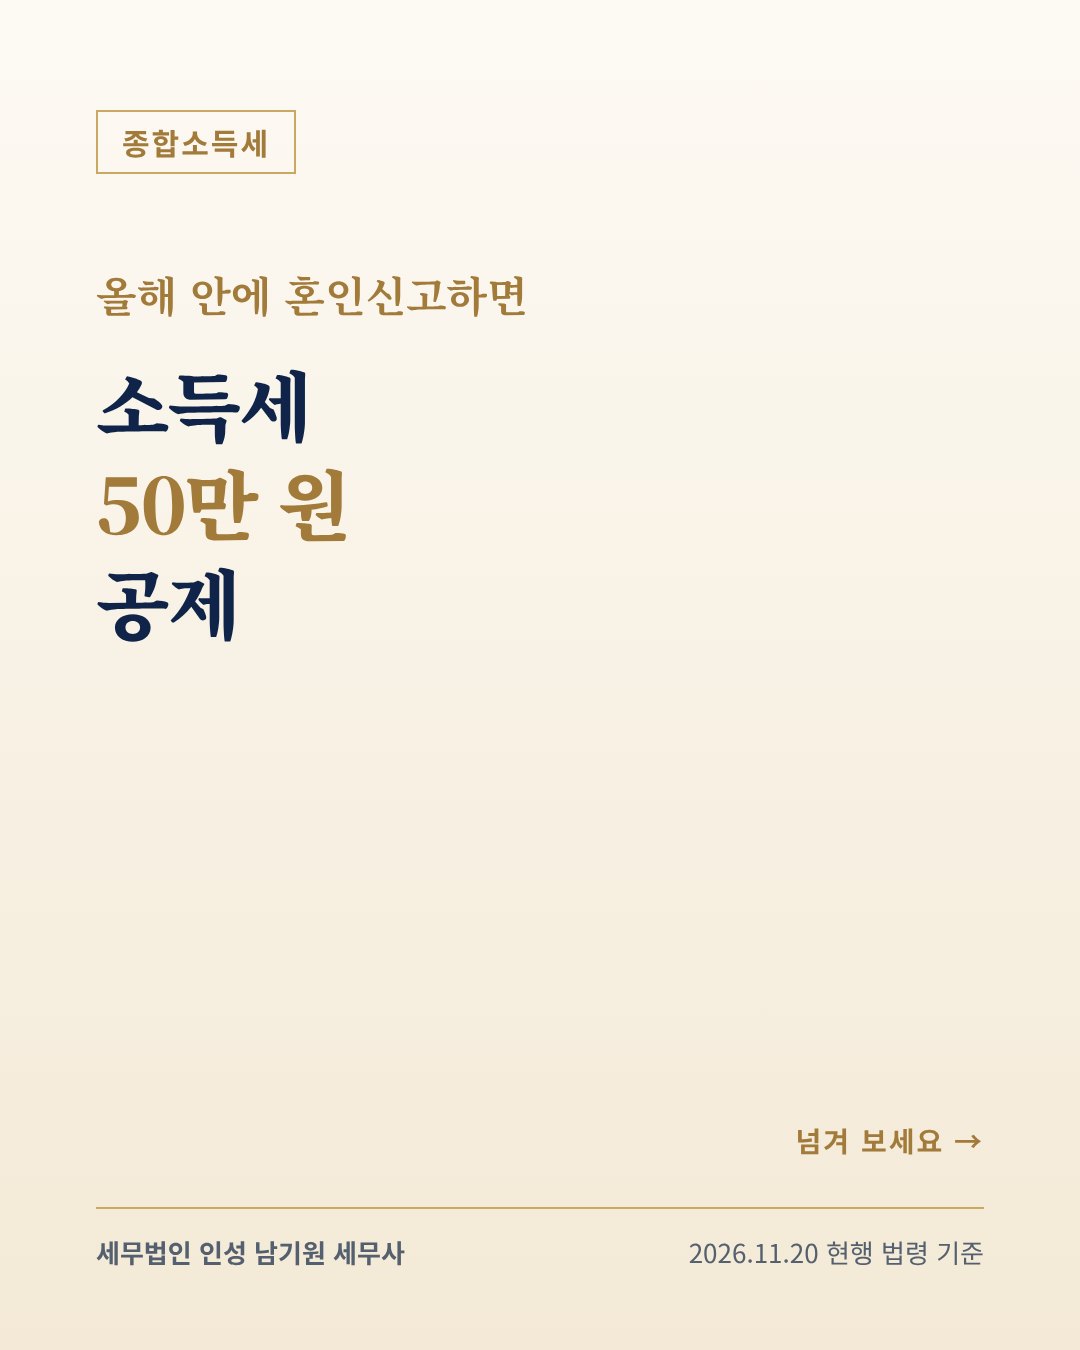 종합소득세
올해 안에 혼인신고하면
소득세
50만 원
공제
넘겨 보세요 →
세무법인 인성 남기원 세무사
2026.11.20 현행 법령 기준